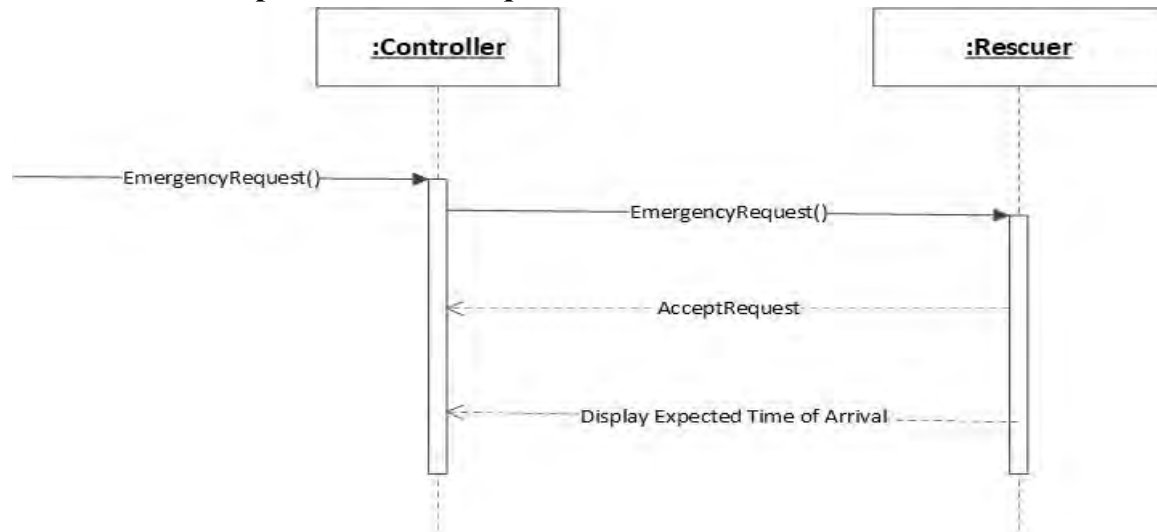 :Controller
:Rescuer
EmergencyRequest()
EmergencyRequest()
AcceptRequest
Display Expected Time of Arrival